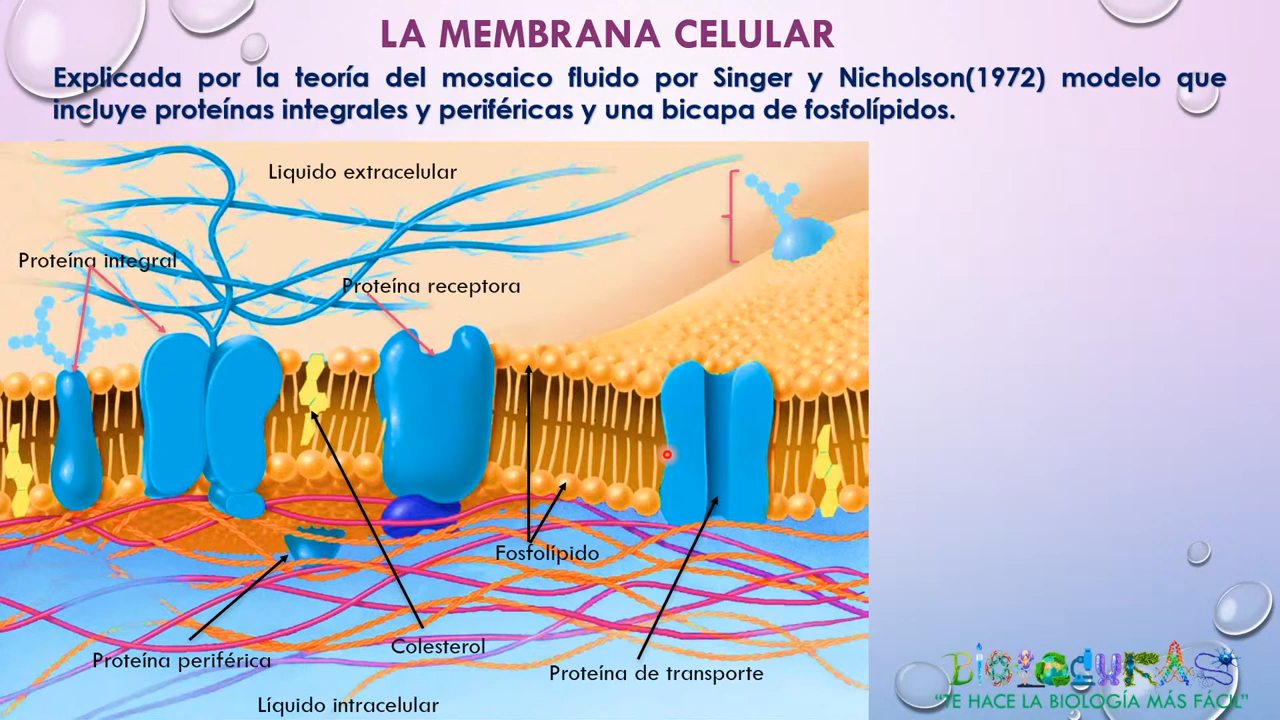 LA MEMBRANA CELULAR
Explicada por la teoría del mosaico fluido por Singer y Nicholson(1972) modelo que
incluye proteínas integrales y periféricas y una bicapa de fosfolípidos.
Liquido extracelular
Proteína integral
Proteína receptora
Fosfolípido
Colesterol
Proteína periférica
Proteína de transporte
Líquido intracelular
BIOLODURAS
“TE HACE LA BIOLOGÍA MÁS FÁCIL”